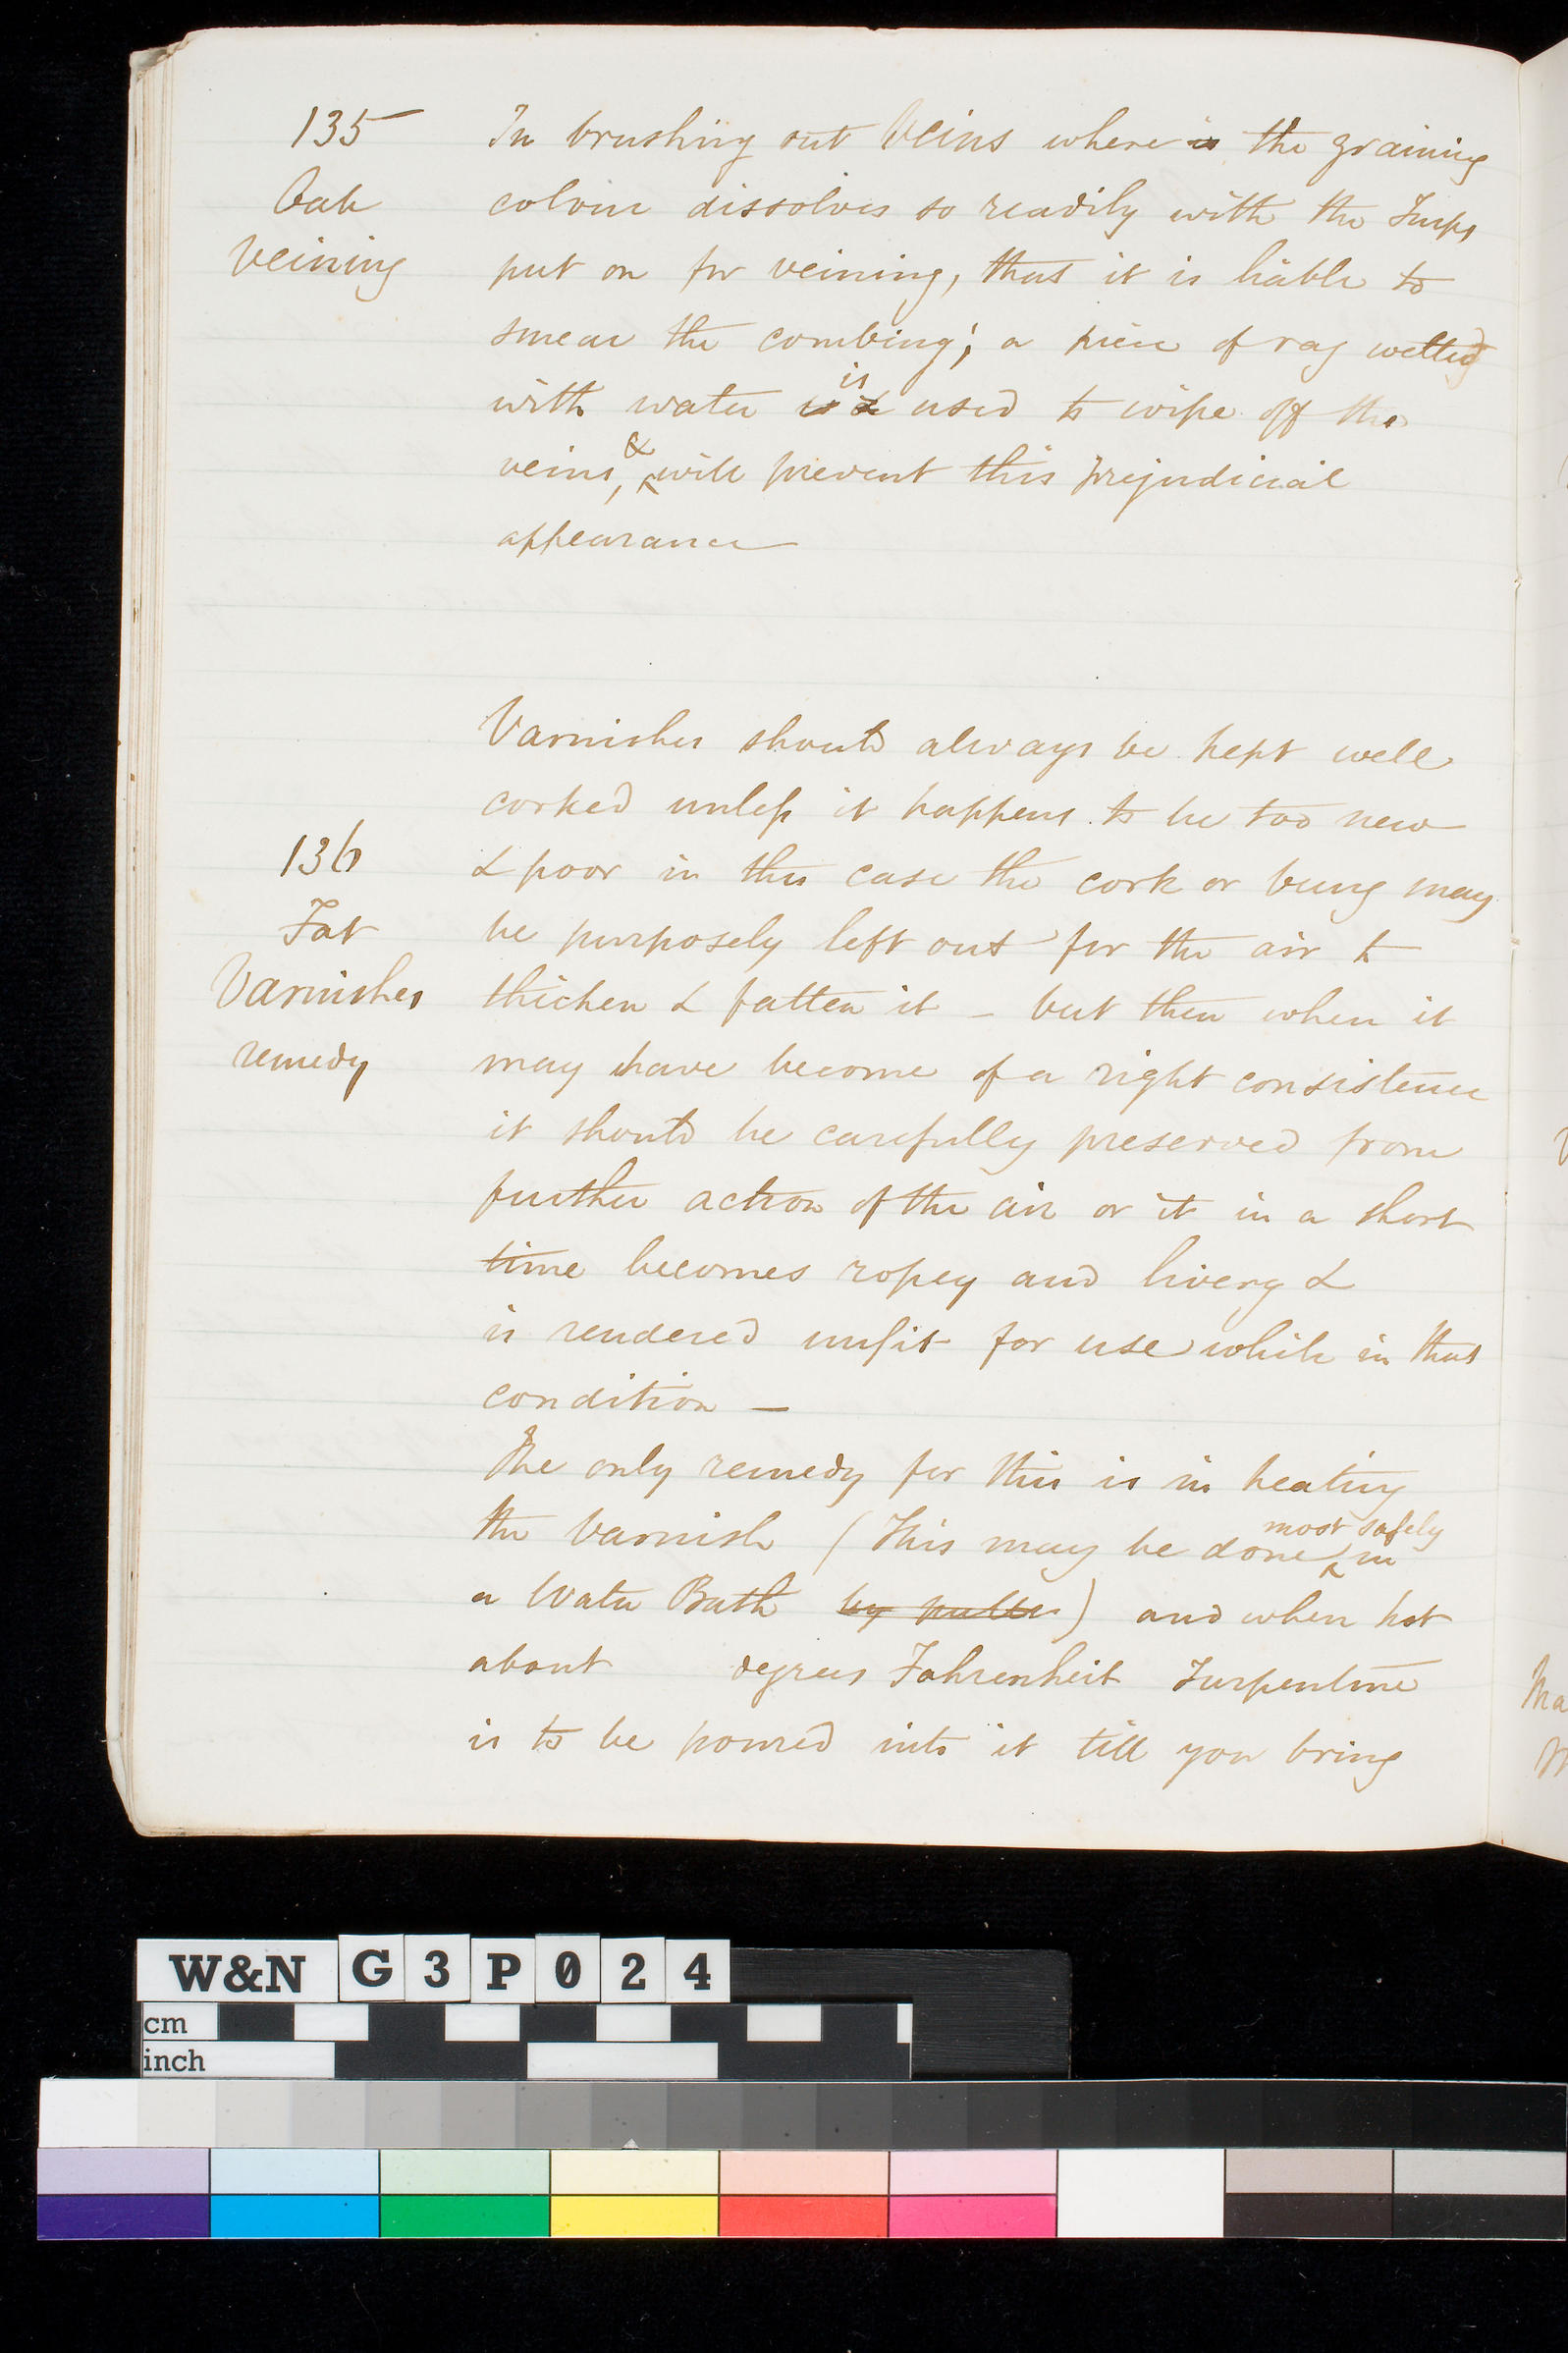 135
Oak
Veining
In brushing out Veins where is the graining
colour dissolves so readily with the Turps
put on for veining, that it is liable to
smear the combing; a piece of rag wetted
with water is & is used to wipe off the
veins, & will prevent this prejudicial
appearance
136
Fat
Varnishes
remedy
Varnishes should always be kept well
corked unless it happens to be too new
& poor in this case the cork or bung may
be purposely left out for the air to
thicken & fatten it – but then when it
may have become of a right consistence
it should be carefully preserved from
further action of the air or it in a short
time becomes ropey and livery &
is rendered unfit for use while in that
condition –
The only remedy for this is in heating
the Varnish (This may be done most safely in
a Water Bath by ) and when hot
about degrees Fahrenheit Turpentine
is to be poured into it till you bring
Ma
W&N G3P024
cm
inch